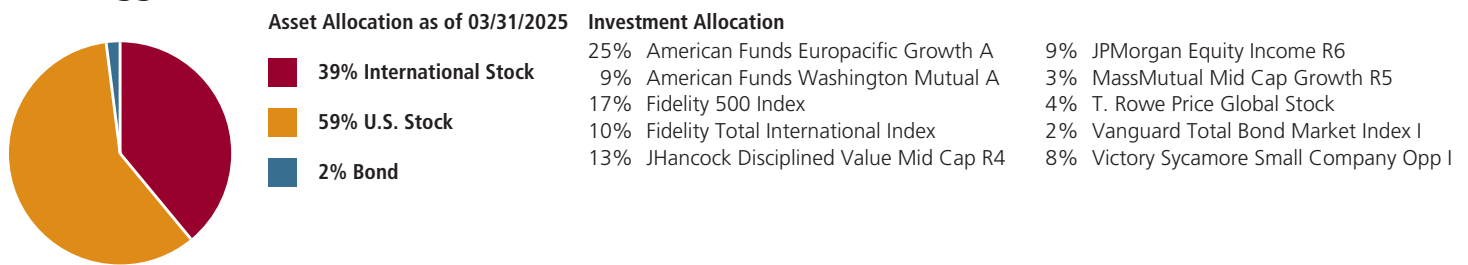 Asset Allocation as of 03/31/2025
39% International Stock
59% U.S. Stock
2% Bond
Investment Allocation
25% American Funds Europacific Growth A
9% American Funds Washington Mutual A
17% Fidelity 500 Index
10% Fidelity Total International Index
13% JHancock Disciplined Value Mid Cap R4
9% JPMorgan Equity Income R6
3% MassMutual Mid Cap Growth R5
4% T. Rowe Price Global Stock
2% Vanguard Total Bond Market Index I
8% Victory Sycamore Small Company Opp I